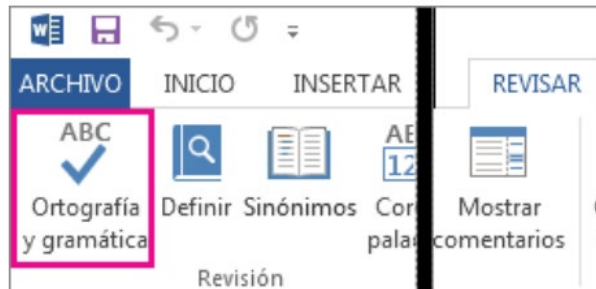 ARCHIVO INICIO INSERTAR REVISAR
ABC
Ortografía
y gramática
Definir
Sinónimos
Mostrar
comentarios
Revisión